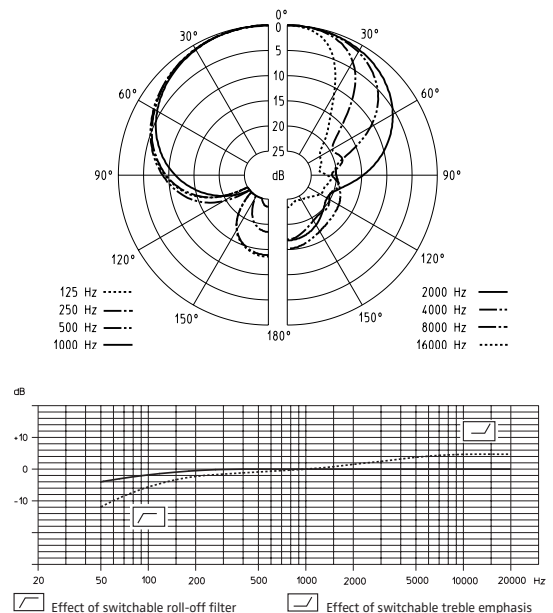 0°
0
30°
30°
5
10
60°
60°
15
20
25
dB
90°
90°
120°
120°
125 Hz
2000 Hz
250 Hz
4000 Hz
500 Hz
150°
150°
8000 Hz
1000 Hz
180°
16000 Hz
dB
+10
0
-10
20 50 100 200 500 1000 2000 5000 10000 20000 Hz
Effect of switchable roll-off filter
Effect of switchable treble emphasis